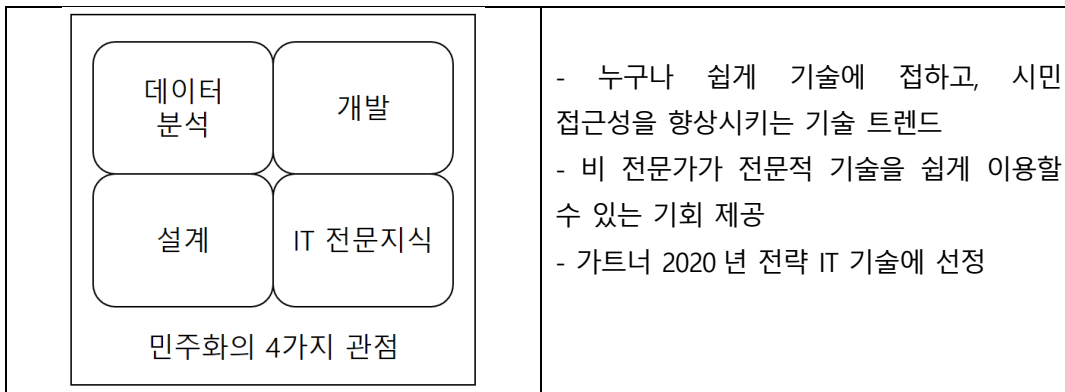 데이터
분석
개발
설계
IT 전문지식
민주화의 4가지 관점
- 누구나 쉽게 기술에 접하고, 시민
접근성을 향상시키는 기술 트렌드
- 비 전문가가 전문적 기술을 쉽게 이용할
수 있는 기회 제공
- 가트너 2020 년 전략 IT 기술에 선정